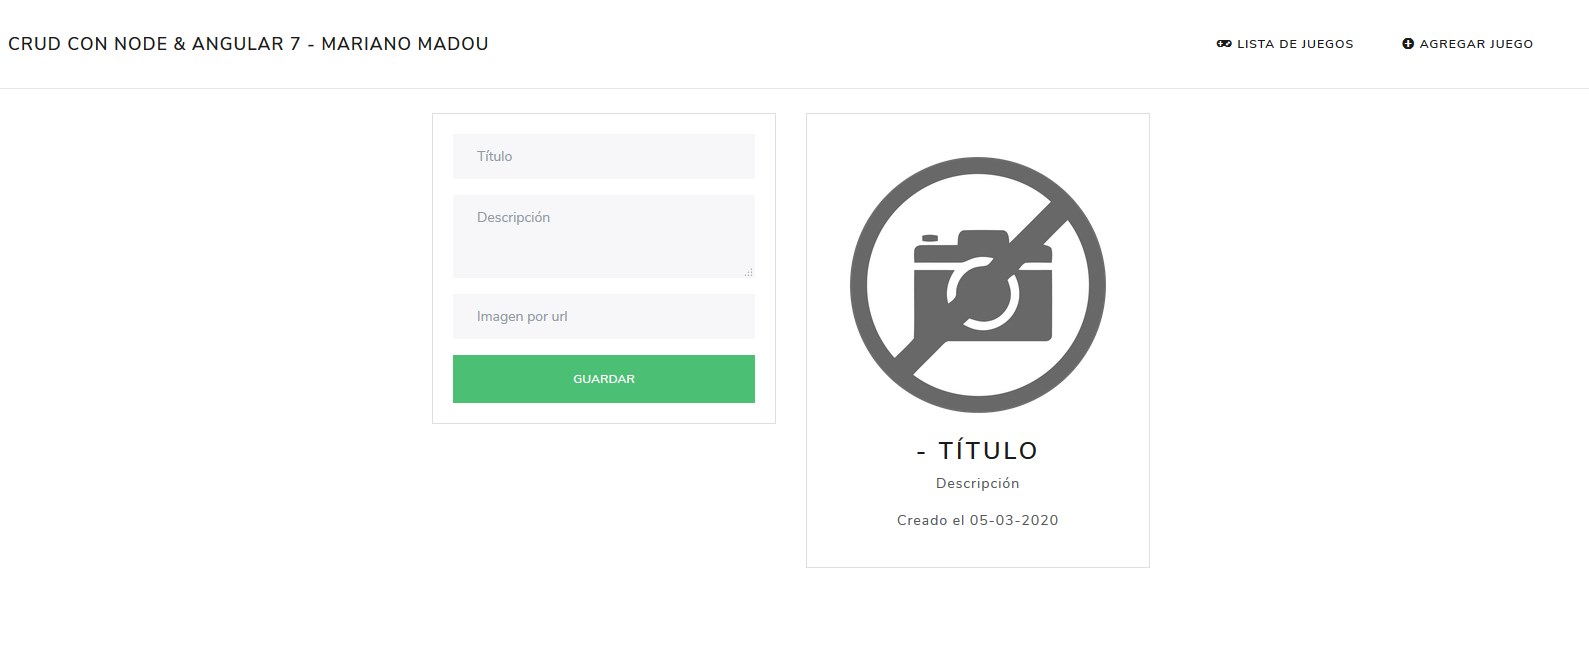 CRUD CON NODE & ANGULAR 7 - MARIANO MADOU
LISTA DE JUEGOS
AGREGAR JUEGO
Título
Descripción
Imagen por url
GUARDAR
- TÍTULO
Descripción
Creado el 05-03-2020